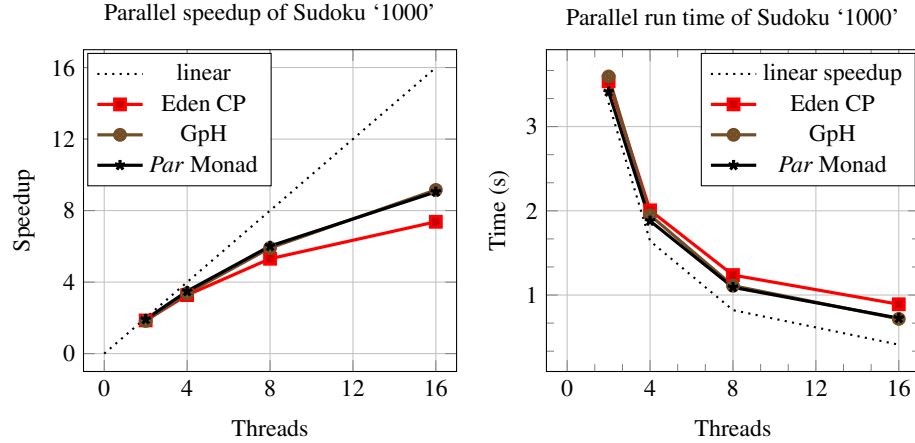 Parallel speedup of Sudoku ‘1000’
16
12
8
4
0
Speedup
linear
Eden CP
GpH
Par Monad
0 4 8 12 16
Threads
Parallel run time of Sudoku ‘1000’
3
2
1
Time (s)
linear speedup
Eden CP
GpH
Par Monad
0 4 8 12 16
Threads